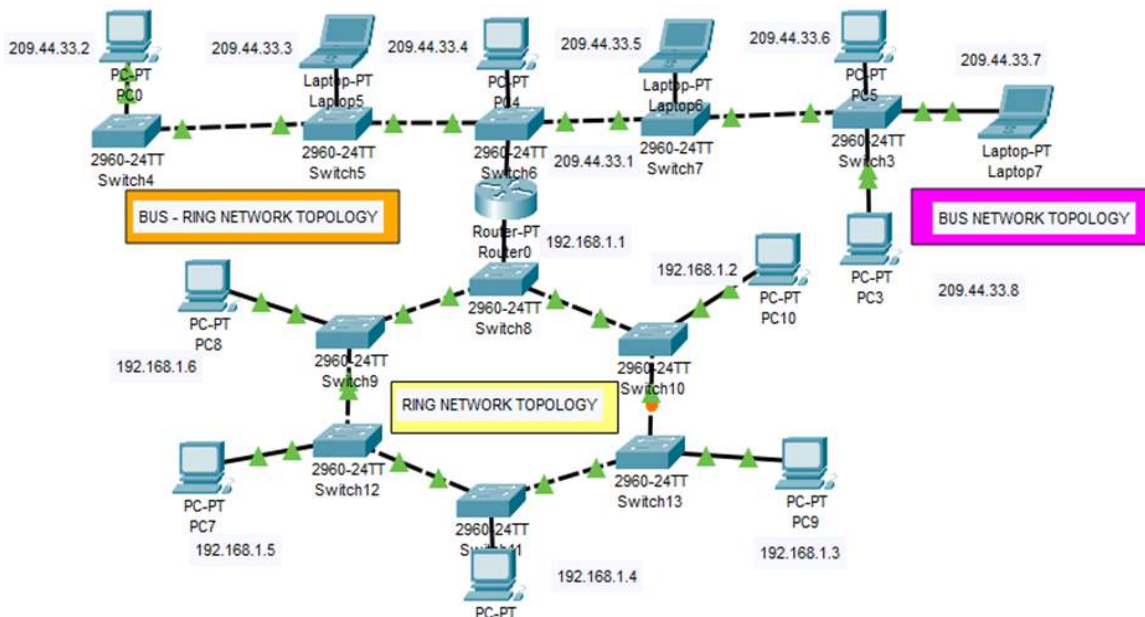 209.44.33.2
PC-PT
PC0
209.44.33.3
Laptop-PT
Laptop5
209.44.33.4
PC-PT
PC4
209.44.33.5
Laptop-PT
Laptop6
209.44.33.6
PC-PT
PC5
209.44.33.7
Laptop-PT
Laptop7
2960-24TT
Switch4
2960-24TT
Switch5
2960-24TT
Switch6
209.44.33.1
2960-24TT
Switch7
2960-24TT
Switch3
BUS - RING NETWORK TOPOLOGY
BUS NETWORK TOPOLOGY
Router-PT
Router0
192.168.1.1
PC-PT
PC3
209.44.33.8
192.168.1.2
PC-PT
PC10
2960-24TT
Switch8
PC-PT
PC8
192.168.1.6
2960-24TT
Switch9
2960-24TT
Switch10
RING NETWORK TOPOLOGY
2960-24TT
Switch12
2960-24TT
Switch13
PC-PT
PC7
192.168.1.5
2960-24TT
Switch11
PC-PT
PC9
192.168.1.3
192.168.1.4
PC-PT